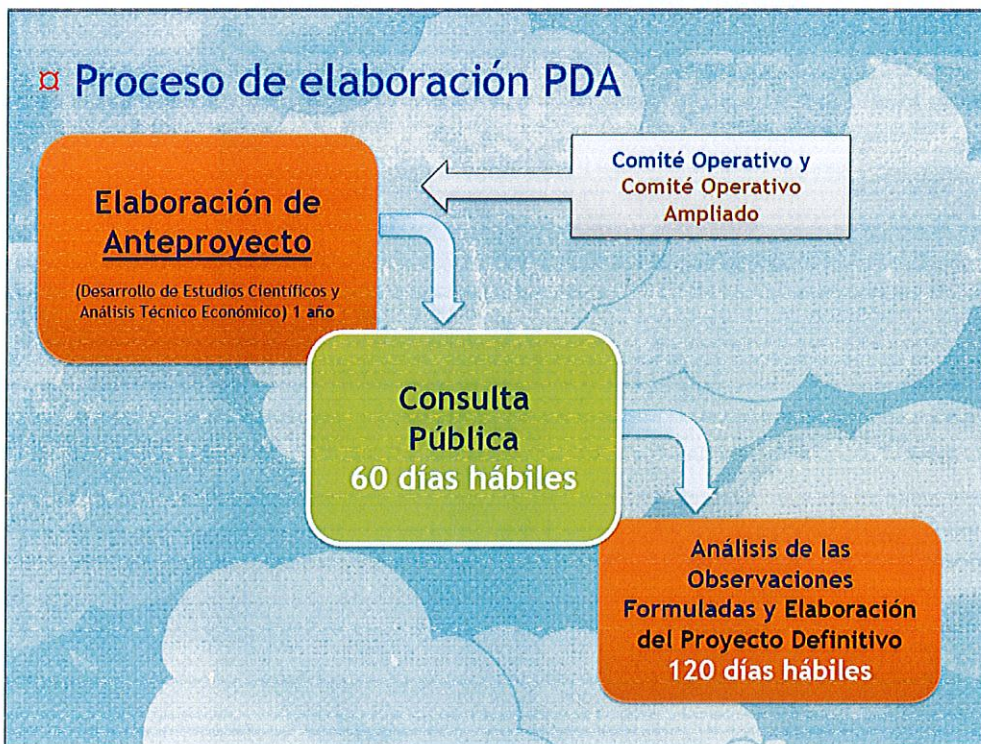 ¤ Proceso de elaboración PDA
Comité Operativo y
Comité Operativo
Ampliado
Elaboración de
Anteproyecto
(Desarrollo de Estudios Científicos y
Análisis Técnico Económico) 1 año
Consulta
Pública
60 días hábiles
Análisis de las
Observaciones
Formuladas y Elaboración
del Proyecto Definitivo
120 días hábiles